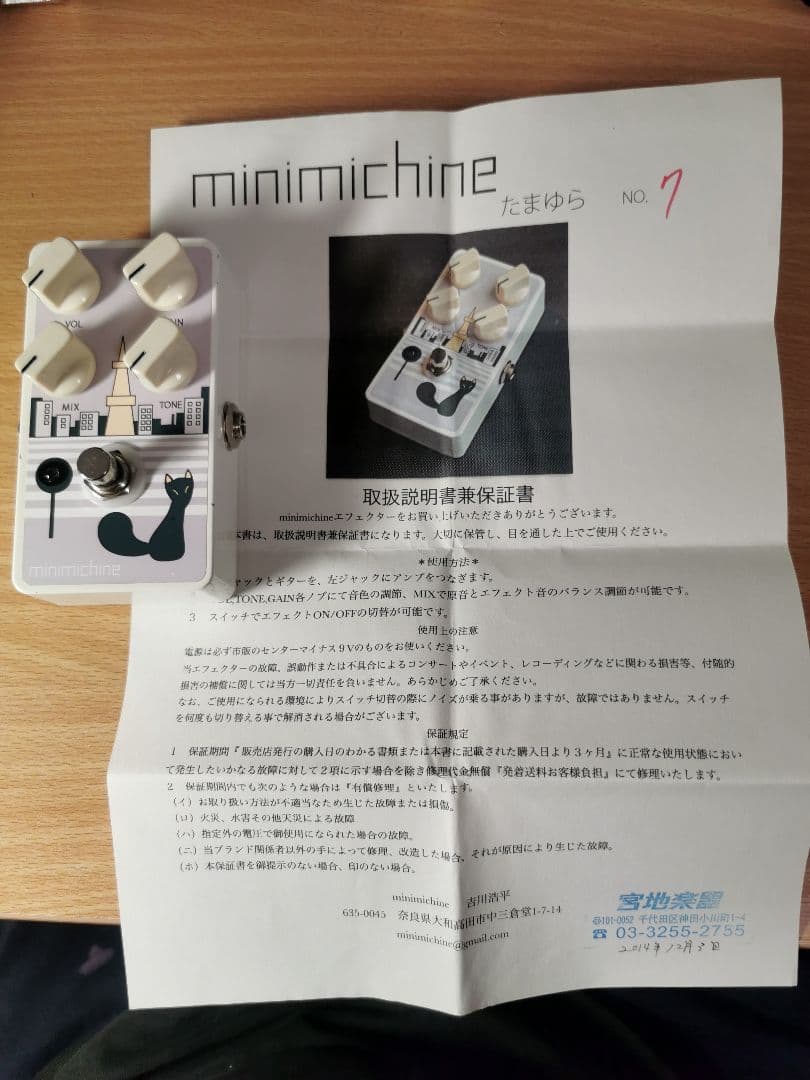 minimichine
たまゆら
NO. 7
VOL
MIX
TONE
minimichine
取扱説明書兼保証書
minimichineエフェクターをお買い上げいただきありがとうございます。
書は、取扱説明書兼保証書になります。大切に保管し、目を通した上でご使用ください。
＊使用方法＊
ャックとギターを、左ジャックにアンプをつなぎます。
,TONE,GAIN各ノブにて音色の調節、MIXで原音とエフェクト音のバランス調節が可能です。
3 スイッチでエフェクトON/OFFの切替が可能です。
使用上の注意
電源は必ず市販のセンターマイナス9Vのものをお使いください。
当エフェクターの故障、誤動作または不具合によるコンサートやイベント、レコーディングなどに関わる損害等、付随的
損害の補償に関しては当方一切責任を負いません。あらかじめご了承ください。
なお、ご使用になられる環境によりスイッチ切替の際にノイズが乗る事がありますが、故障ではありません。スイッチ
を何度も切り替える事で解消される場合がございます。
保証規定
1 保証期間『販売店発行の購入日のわかる書類または本書に記載された購入日より3ヶ月』に正常な使用状態におい
て発生したいかなる故障に対して2項に示す場合を除き修理代金無償『発着送料お客様負担』にて修理いたします。
2 保証期間内でも次のような場合は『有償修理』といたします。
（イ）お取り扱い方法が不適当なため生じた故障または損傷。
（ロ）火災、水害その他天災による故障
（ハ）指定外の電圧で御使用になられた場合の故障。
（ニ）当ブランド関係者以外の手によって修理、改造した場合、それが原因により生じた故障。
（ホ）本保証書を御提示のない場合、印のない場合。
minimichine 吉川浩平
635-0045 奈良県大和高田市中三倉堂1-7-14
minimichine@gmail.com
宮地楽器
〒101-0052 千代田区神田小川町1-4
☎ 03-3255-2755
2014年12月3日